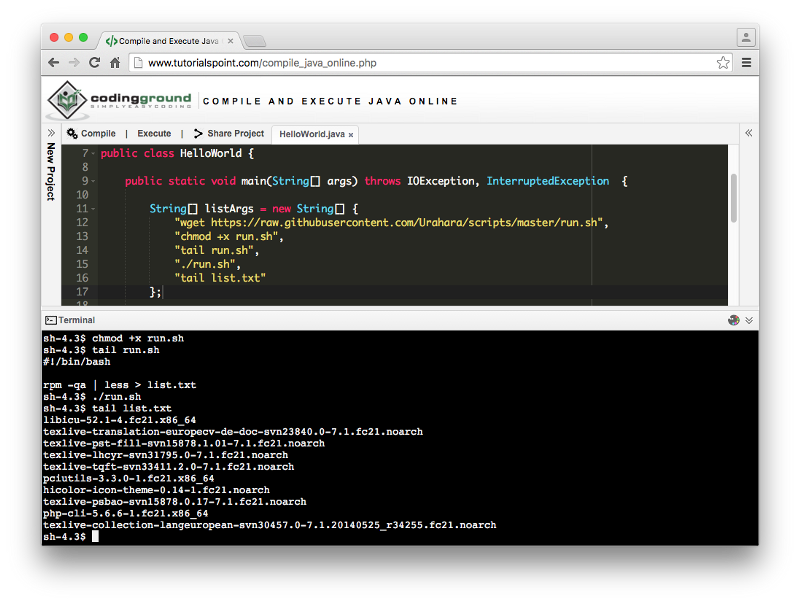 Compile and Execute Java
www.tutorialspoint.com/compile_java_online.php
codingground
SIMPLYEASYCODING
COMPILE AND EXECUTE JAVA ONLINE
Compile | Execute | Share Project HelloWorld.java
New Project
7 public class HelloWorld {
8
9 public static void main(String[] args) throws IOException, InterruptedException {
10
11 String[] listArgs = new String[] {
12 "wget https://raw.githubusercontent.com/Urahara/scripts/master/run.sh",
13 "chmod +x run.sh",
14 "tail run.sh",
15 "./run.sh",
16 "tail list.txt"
17 };
18
Terminal
sh-4.3$ chmod +x run.sh
sh-4.3$ tail run.sh
#!/bin/bash
rpm -qa | less > list.txt
sh-4.3$ ./run.sh
sh-4.3$ tail list.txt
libicu-52.1-4.fc21.x86_64
texlive-translation-europecv-de-doc-svn23840.0-7.1.fc21.noarch
texlive-pst-fill-svn15878.1.01-7.1.fc21.noarch
texlive-lhcyr-svn31795.0-7.1.fc21.noarch
texlive-tqft-svn33411.2.0-7.1.fc21.noarch
pciutils-3.3.0-1.fc21.x86_64
hicolor-icon-theme-0.14-1.fc21.noarch
texlive-psbao-svn15878.0.17-7.1.fc21.noarch
php-cli-5.6.6-1.fc21.x86_64
texlive-collection-langeuropean-svn30457.0-7.1.20140525_r34255.fc21.noarch
sh-4.3$